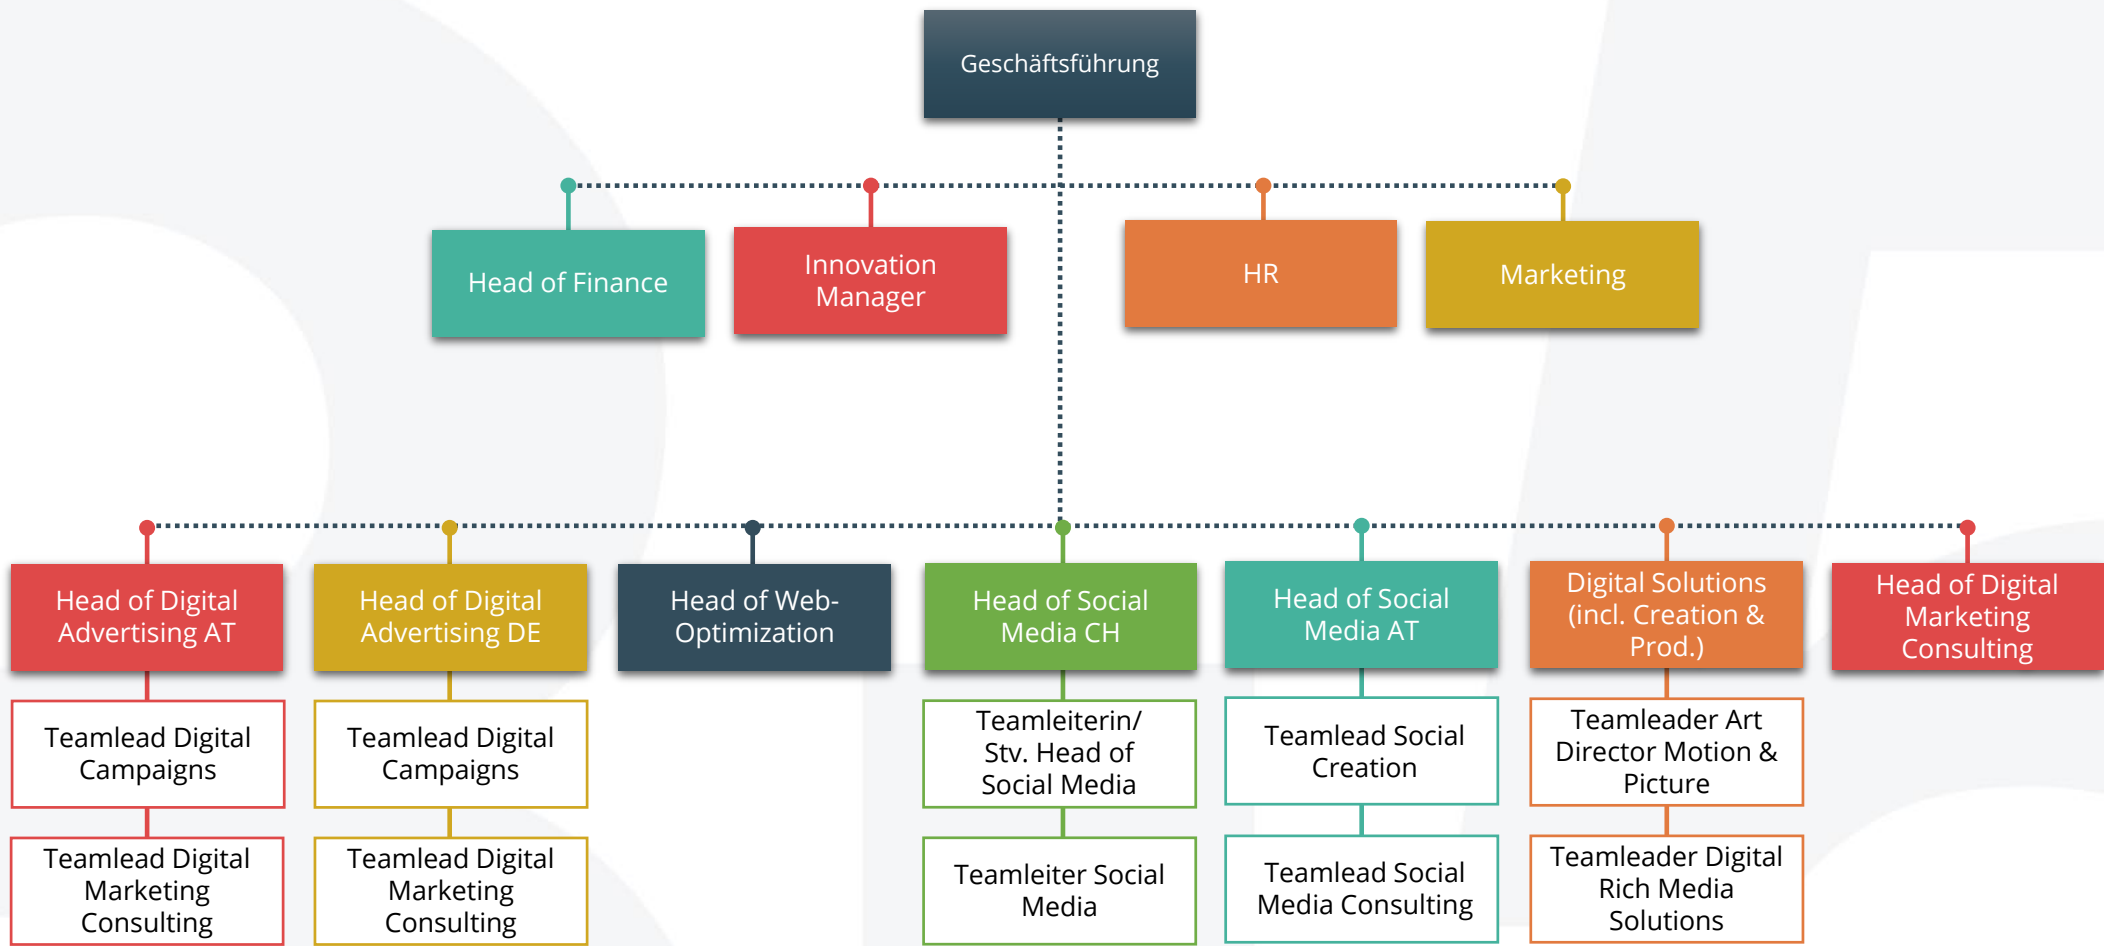 Geschäftsführung
Head of Finance
Innovation
Manager
HR
Marketing
Head of Digital
Advertising AT
Head of Digital
Advertising DE
Head of Web-
Optimization
Head of Social
Media CH
Head of Social
Media AT
Digital Solutions
(incl. Creation &
Prod.)
Head of Digital
Marketing
Consulting
Teamlead Digital
Campaigns
Teamlead Digital
Campaigns
Teamleiterin/
Stv. Head of
Social Media
Teamlead Social
Creation
Teamleader Art
Director Motion &
Picture
Teamlead Digital
Marketing
Consulting
Teamlead Digital
Marketing
Consulting
Teamleiter Social
Media
Teamlead Social
Media Consulting
Teamleader Digital
Rich Media
Solutions